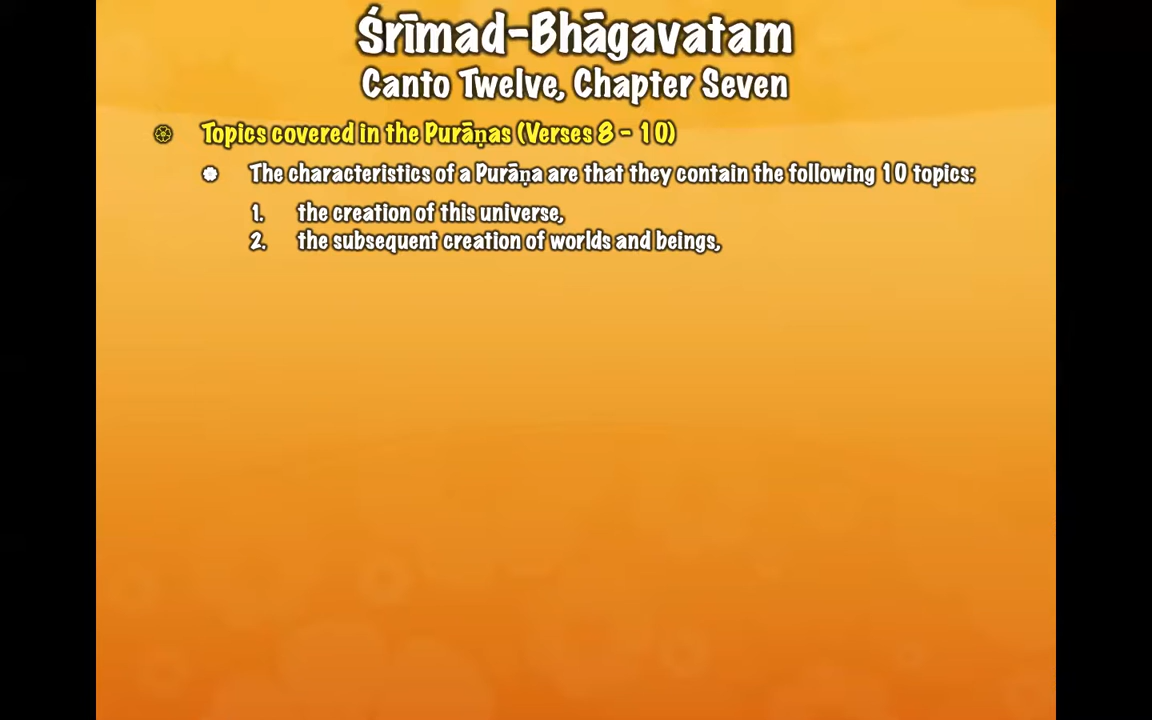 Śrīmad-Bhāgavatam
Canto Twelve, Chapter Seven
Topics covered in the Purāṇas (Verses 8 – 10)
The characteristics of a Purāṇa are that they contain the following 10 topics:
1. the creation of this universe,
2. the subsequent creation of worlds and beings,